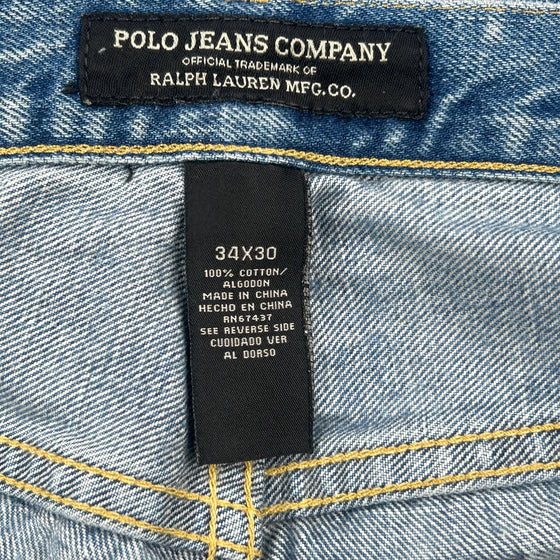 POLO JEANS COMPANY
OFFICIAL TRADEMARK OF
RALPH LAUREN MFG.CO.
34X30
100% COTTON/
ALGODON
MADE IN CHINA
HECHO EN CHINA
RN67437
SEE REVERSE SIDE
CUDIDADO VER
AL DORSO